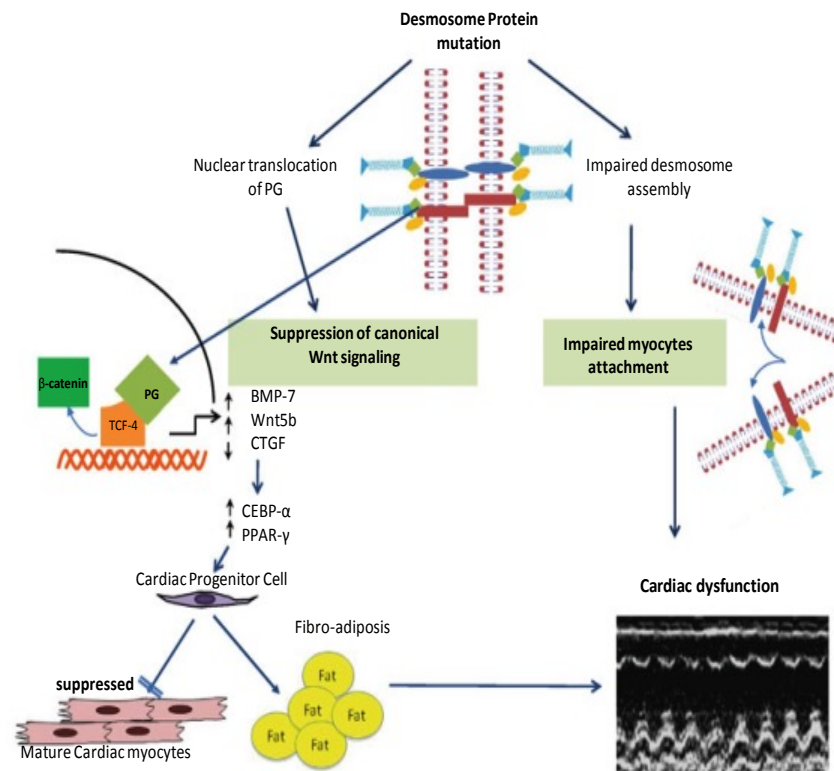 Desmosome Protein
mutation
Nuclear translocation
of PG
Impaired desmosome
assembly
Suppression of canonical
Wnt signaling
Impaired myocytes
attachment
β-catenin
PG
TCF-4
BMP-7
Wnt5b
CTGF
CEBP-α
PPAR-γ
Cardiac Progenitor Cell
Cardiac dysfunction
Fibro-adiposis
suppressed
Fat
Fat
Fat
Fat
Fat
Mature Cardiac myocytes